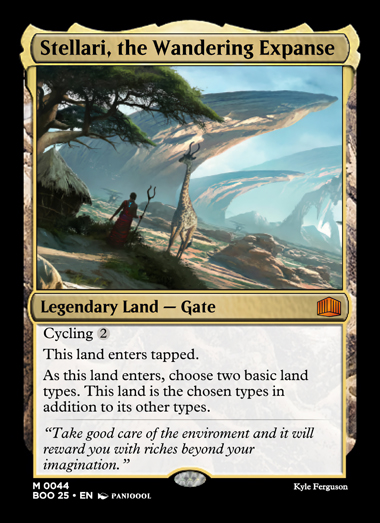 Stellari, the Wandering Expanse
Legendary Land — Gate
Cycling {2}
This land enters tapped.
As this land enters, choose two basic land
types. This land is the chosen types in
addition to its other types.
“Take good care of the enviroment and it will
reward you with riches beyond your
imagination.”
M 0044
BOO 25 • EN PANIOOOL
Kyle Ferguson